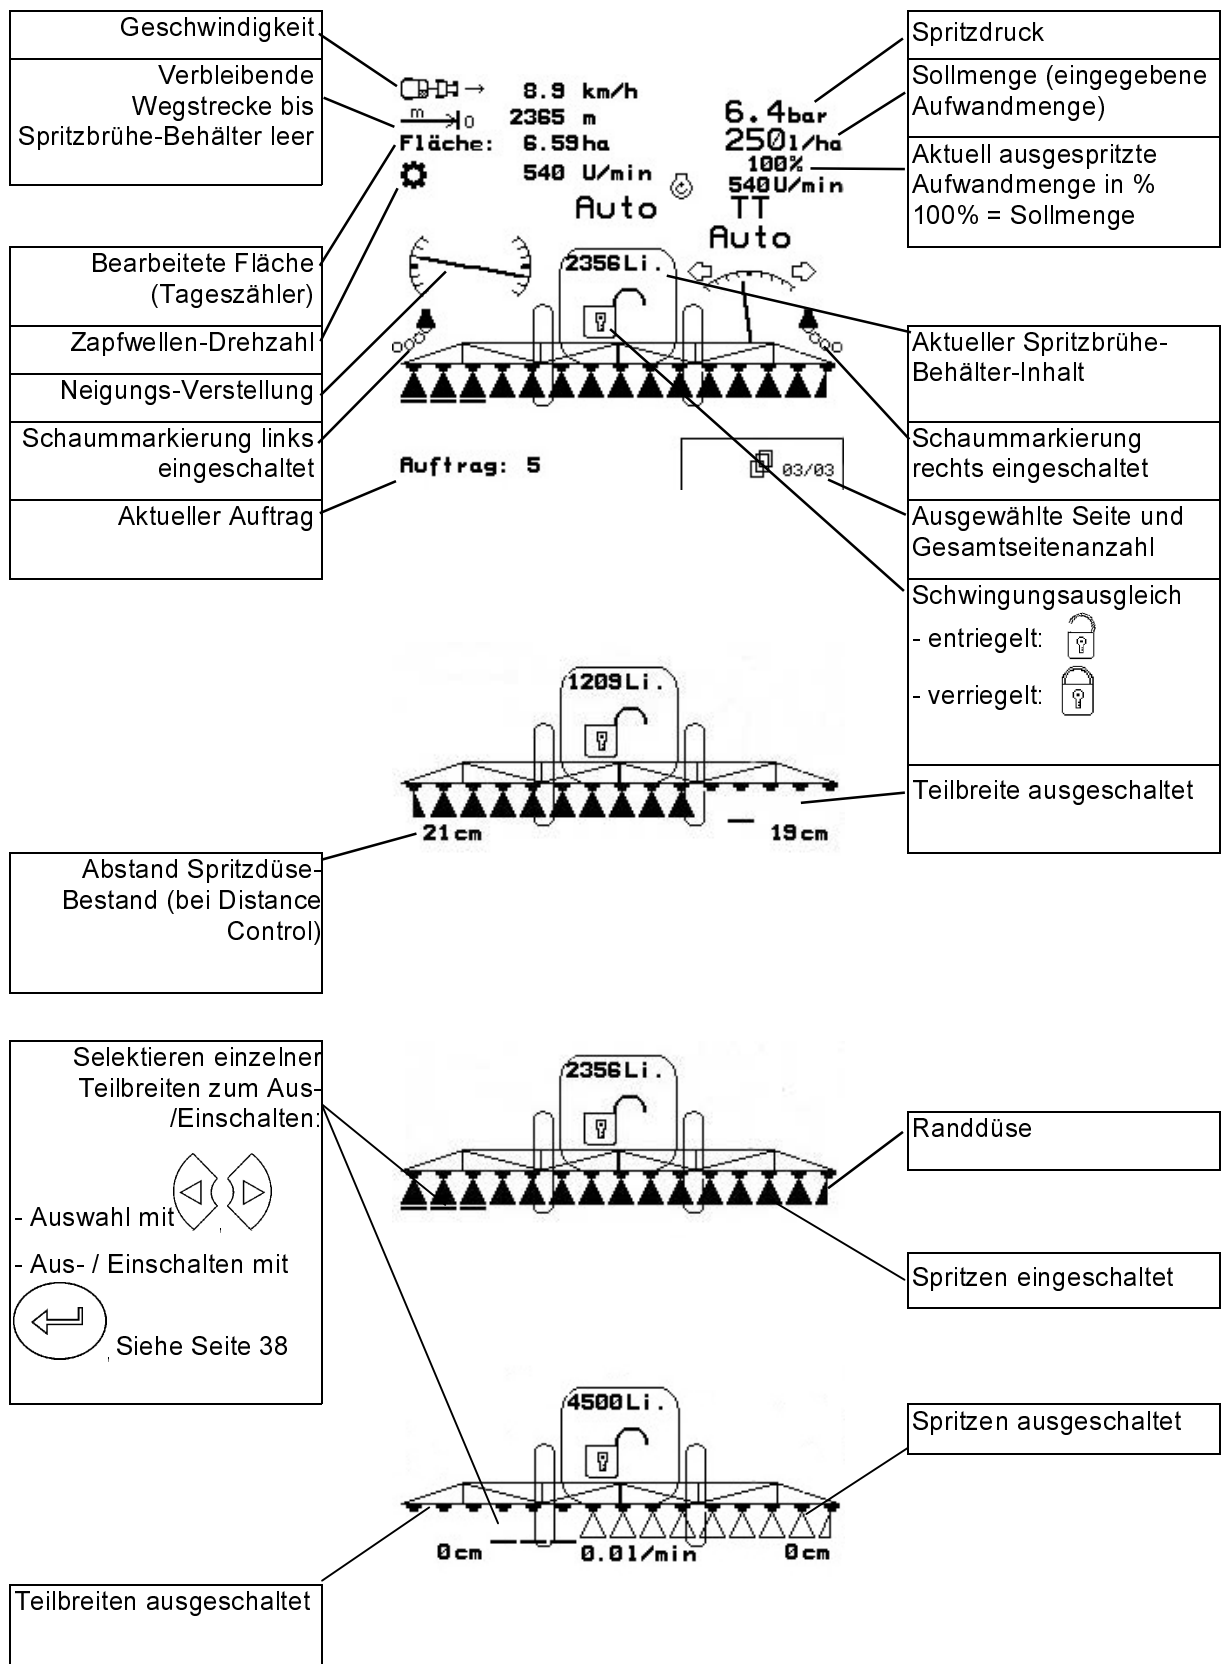 Geschwindigkeit
Verbleibende
Wegstrecke bis
Spritzbrühe-Behälter leer
Bearbeitete Fläche
(Tageszähler)
Zapfwellen-Drehzahl
Neigungs-Verstellung
Schaummarkierung links
eingeschaltet
Aktueller Auftrag
8.9 km/h
m
0
2365 m
Fläche: 6.59ha
540 U/min
Auto
6.4bar
250l/ha
100%
540U/min
TT
Auto
2356Li.
Auftrag: 5
03/03
Spritzdruck
Sollmenge (eingegebene
Aufwandmenge)
Aktuell ausgespritzte
Aufwandmenge in %
100% = Sollmenge
Aktueller Spritzbrühe-
Behälter-Inhalt
Schaummarkierung
rechts eingeschaltet
Ausgewählte Seite und
Gesamtseitenanzahl
Schwingungsausgleich
- entriegelt:
- verriegelt:
Teilbreite ausgeschaltet
1209Li.
21cm
19cm
Abstand Spritzdüse-
Bestand (bei Distance
Control)
Selektieren einzelner
Teilbreiten zum Aus-
/Einschalten:
- Auswahl mit ,
- Aus- / Einschalten mit
, Siehe Seite 38
2356Li.
Randdüse
Spritzen eingeschaltet
4500Li.
0cm
0.0l/min
0cm
Spritzen ausgeschaltet
Teilbreiten ausgeschaltet